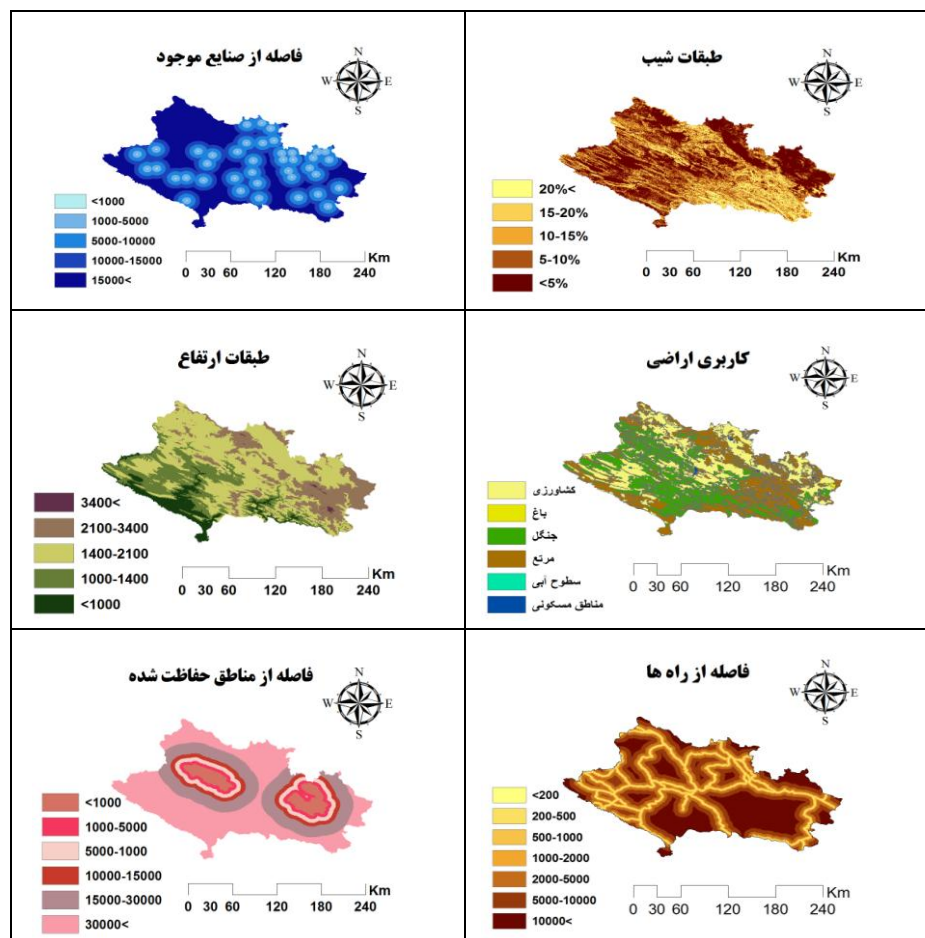 فاصله از صنایع موجود
N
W E
S
<1000
1000-5000
5000-10000
10000-15000
15000<
Km
0 30 60 120 180 240
طبقات شیب
N
W E
S
20%<
15-20%
10-15%
5-10%
<5%
Km
0 30 60 120 180 240
طبقات ارتفاع
N
W E
S
3400<
2100-3400
1400-2100
1000-1400
<1000
Km
0 30 60 120 180 240
کاربری اراضی
N
W E
S
کشاورزی
باغ
جنگل
مرتع
سطوح آبی
مناطق مسکونی
Km
0 30 60 120 180 240
فاصله از مناطق حفاظت شده
N
W E
S
<1000
1000-5000
5000-1000
10000-15000
15000-30000
30000<
Km
0 30 60 120 180 240
فاصله از راه ها
N
W E
S
<200
200-500
500-1000
1000-2000
2000-5000
5000-10000
10000<
Km
0 30 60 120 180 240